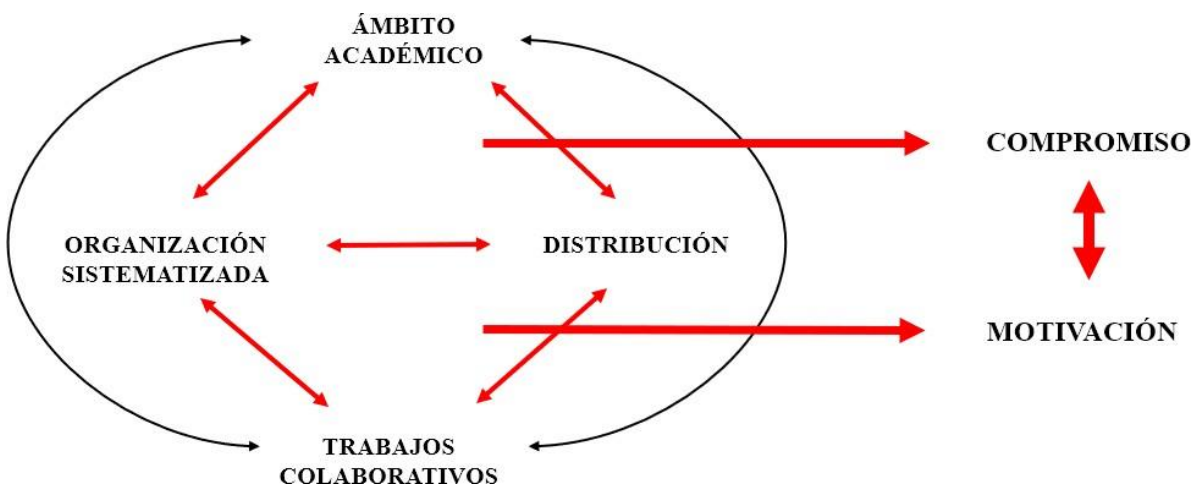 ÁMBITO
ACADÉMICO
COMPROMISO
ORGANIZACIÓN
SISTEMATIZADA
DISTRIBUCIÓN
MOTIVACIÓN
TRABAJOS
COLABORATIVOS